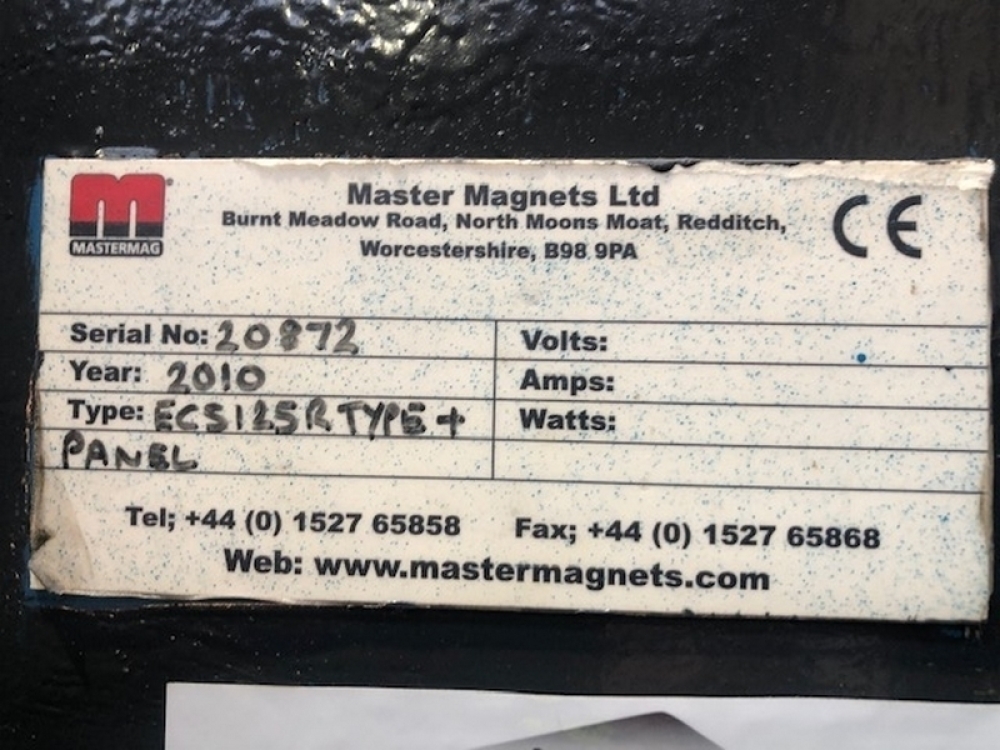 M®
MASTERMAG
Master Magnets Ltd
Burnt Meadow Road, North Moons Moat, Redditch,
Worcestershire, B98 9PA
CE
Serial No: 20872
Volts:
Year: 2010
Amps:
Type: ECS125R TYPE +
Watts:
PANEL
Tel; +44 (0) 1527 65858 Fax; +44 (0) 1527 65868
Web: www.mastermagnets.com